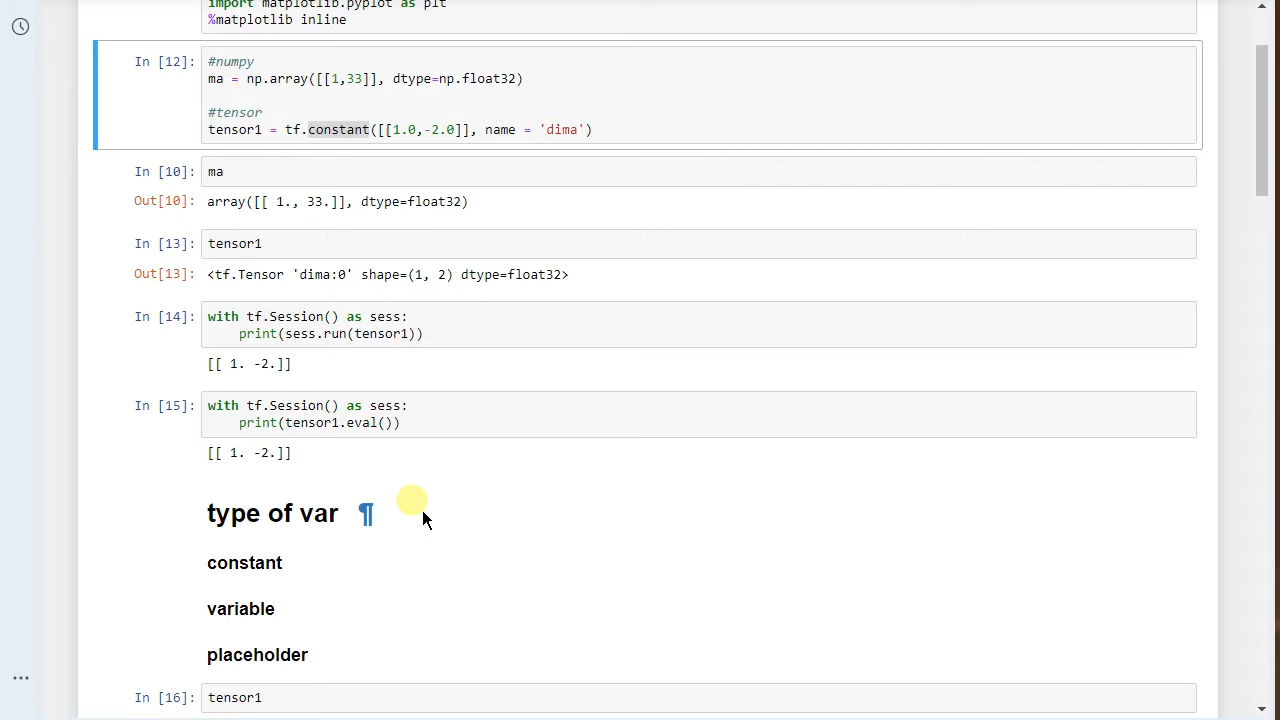 import matplotlib.pyplot as plt
%matplotlib inline
In [12]:
#numpy
ma = np.array([[1,33]], dtype=np.float32)
#tensor
tensor1 = tf.constant([[1.0,-2.0]], name = 'dima')
In [10]: ma
Out[10]: array([[ 1., 33.]], dtype=float32)
In [13]: tensor1
Out[13]: <tf.Tensor 'dima:0' shape=(1, 2) dtype=float32>
In [14]: with tf.Session() as sess:
print(sess.run(tensor1))
[[ 1. -2.]]
In [15]: with tf.Session() as sess:
print(tensor1.eval())
[[ 1. -2.]]
type of var ¶
constant
variable
placeholder
In [16]: tensor1